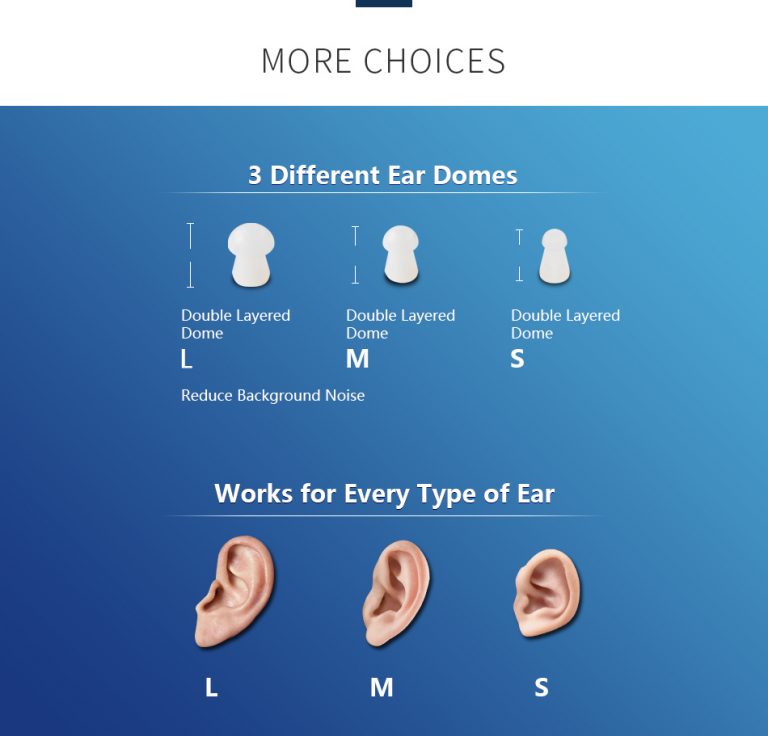 MORE CHOICES
3 Different Ear Domes
Double Layered Dome
L
Double Layered Dome
M
Double Layered Dome
S
Reduce Background Noise
Works for Every Type of Ear
L M S